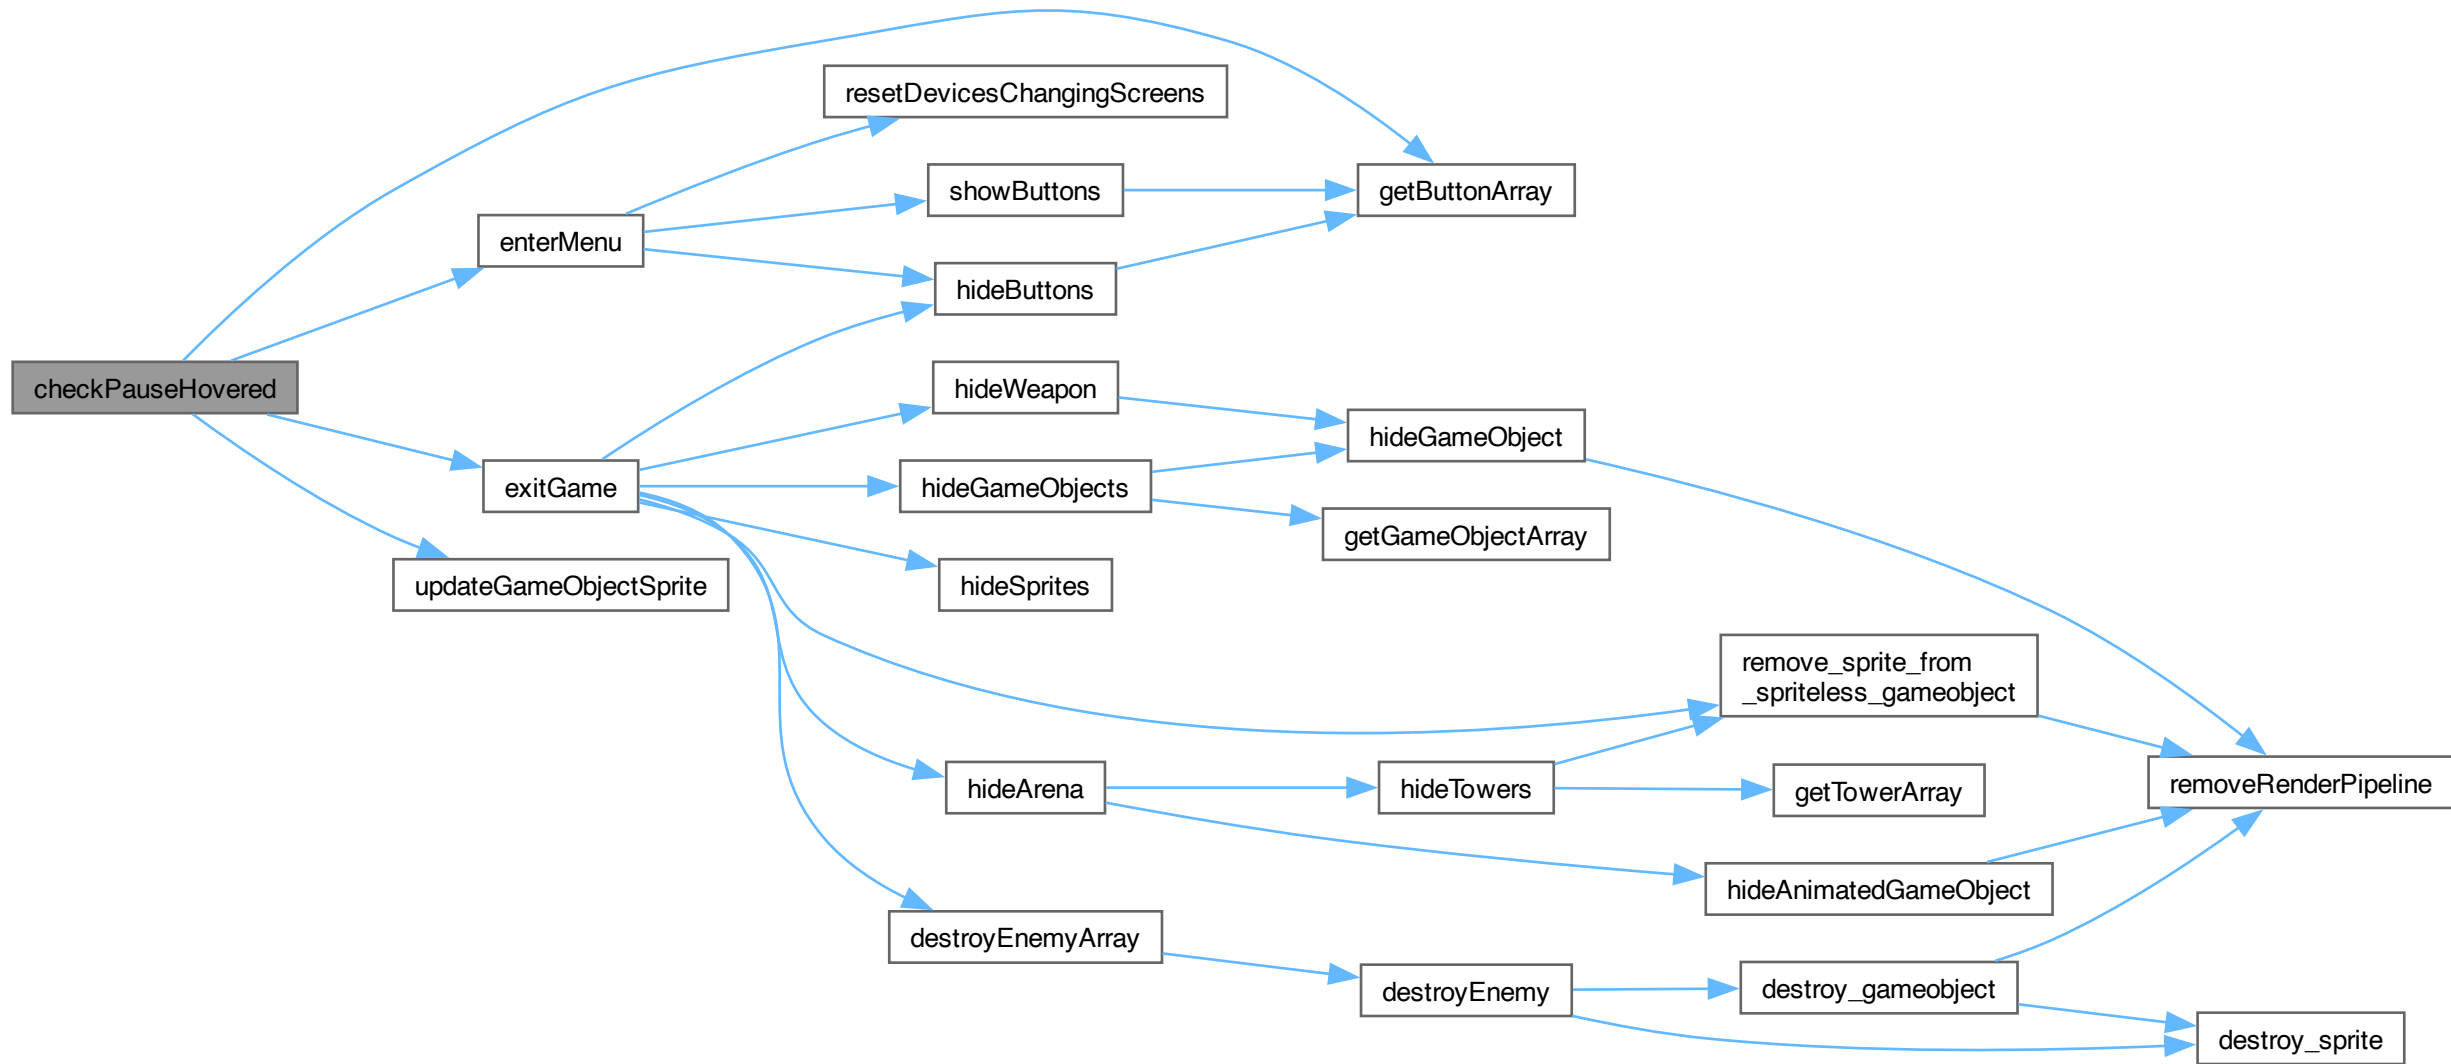 resetDevicesChangingScreens
showButtons
getButtonArray
enterMenu
hideButtons
checkPauseHovered
hideWeapon
hideGameObject
exitGame
hideGameObjects
getGameObjectArray
updateGameObjectSprite
hideSprites
remove_sprite_from
_spriteless_gameobject
hideArena
hideTowers
getTowerArray
removeRenderPipeline
hideAnimatedGameObject
destroyEnemyArray
destroyEnemy
destroy_gameobject
destroy_sprite